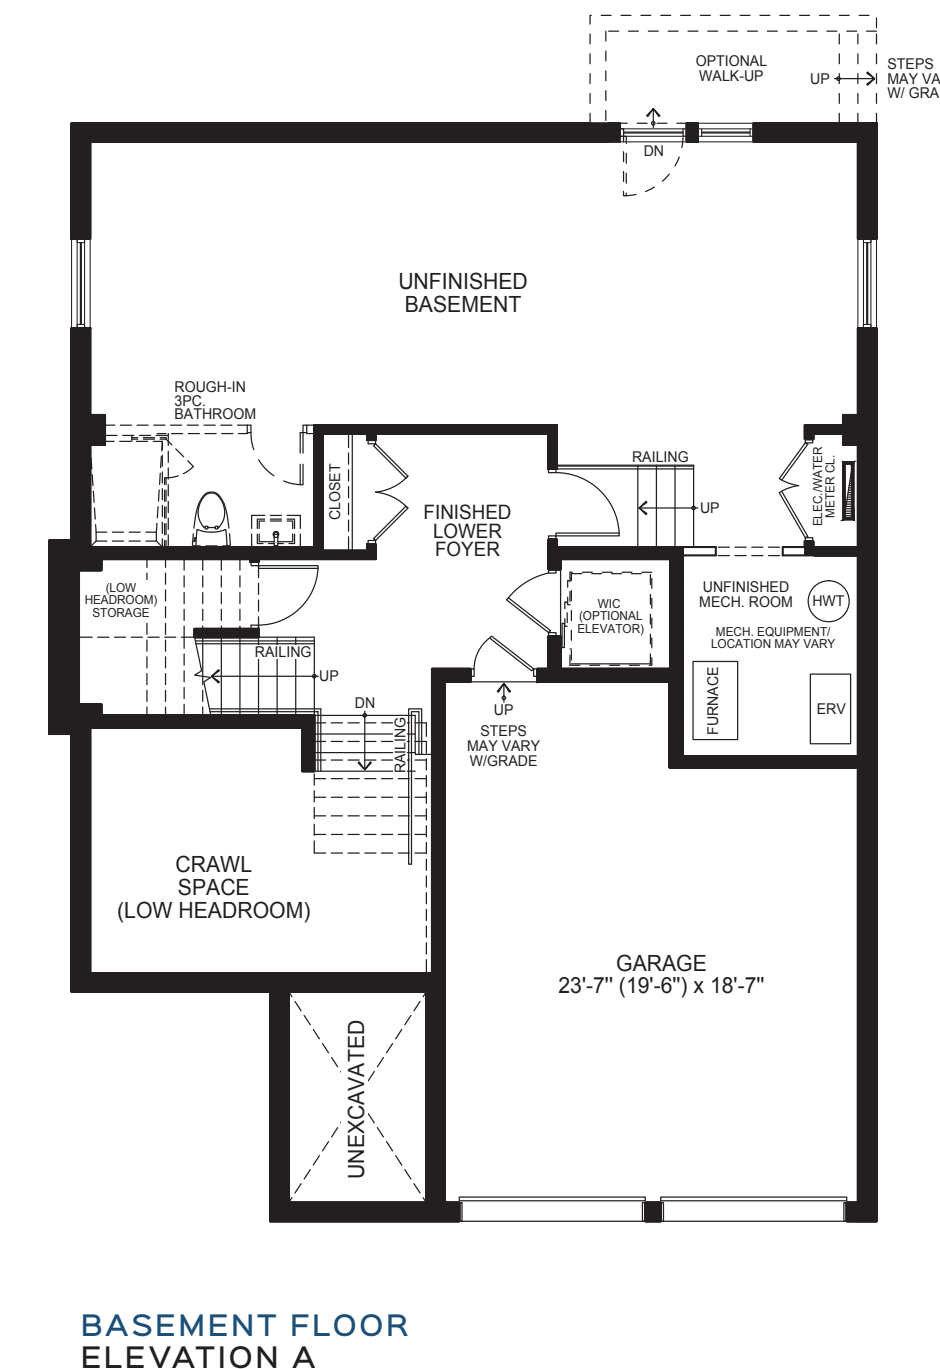 OPTIONAL
WALK-UP
UP
STEPS
MAY VA
W/ GRA
DN
UNFINISHED
BASEMENT
ROUGH-IN
3PC.
BATHROOM
CLOSET
FINISHED
LOWER
FOYER
RAILING
UP
ELEC./WATER
METER CL.
(LOW
HEADROOM)
STORAGE
RAILING
UP
WIC
(OPTIONAL
ELEVATOR)
UNFINISHED
MECH. ROOM
HWT
MECH. EQUIPMENT/
LOCATION MAY VARY
FURNACE
ERV
DN
RAILING
UP
STEPS
MAY VARY
W/GRADE
CRAWL
SPACE
(LOW HEADROOM)
GARAGE
23'-7" (19'-6") x 18'-7"
UNEXCAVATED
BASEMENT FLOOR
ELEVATION A